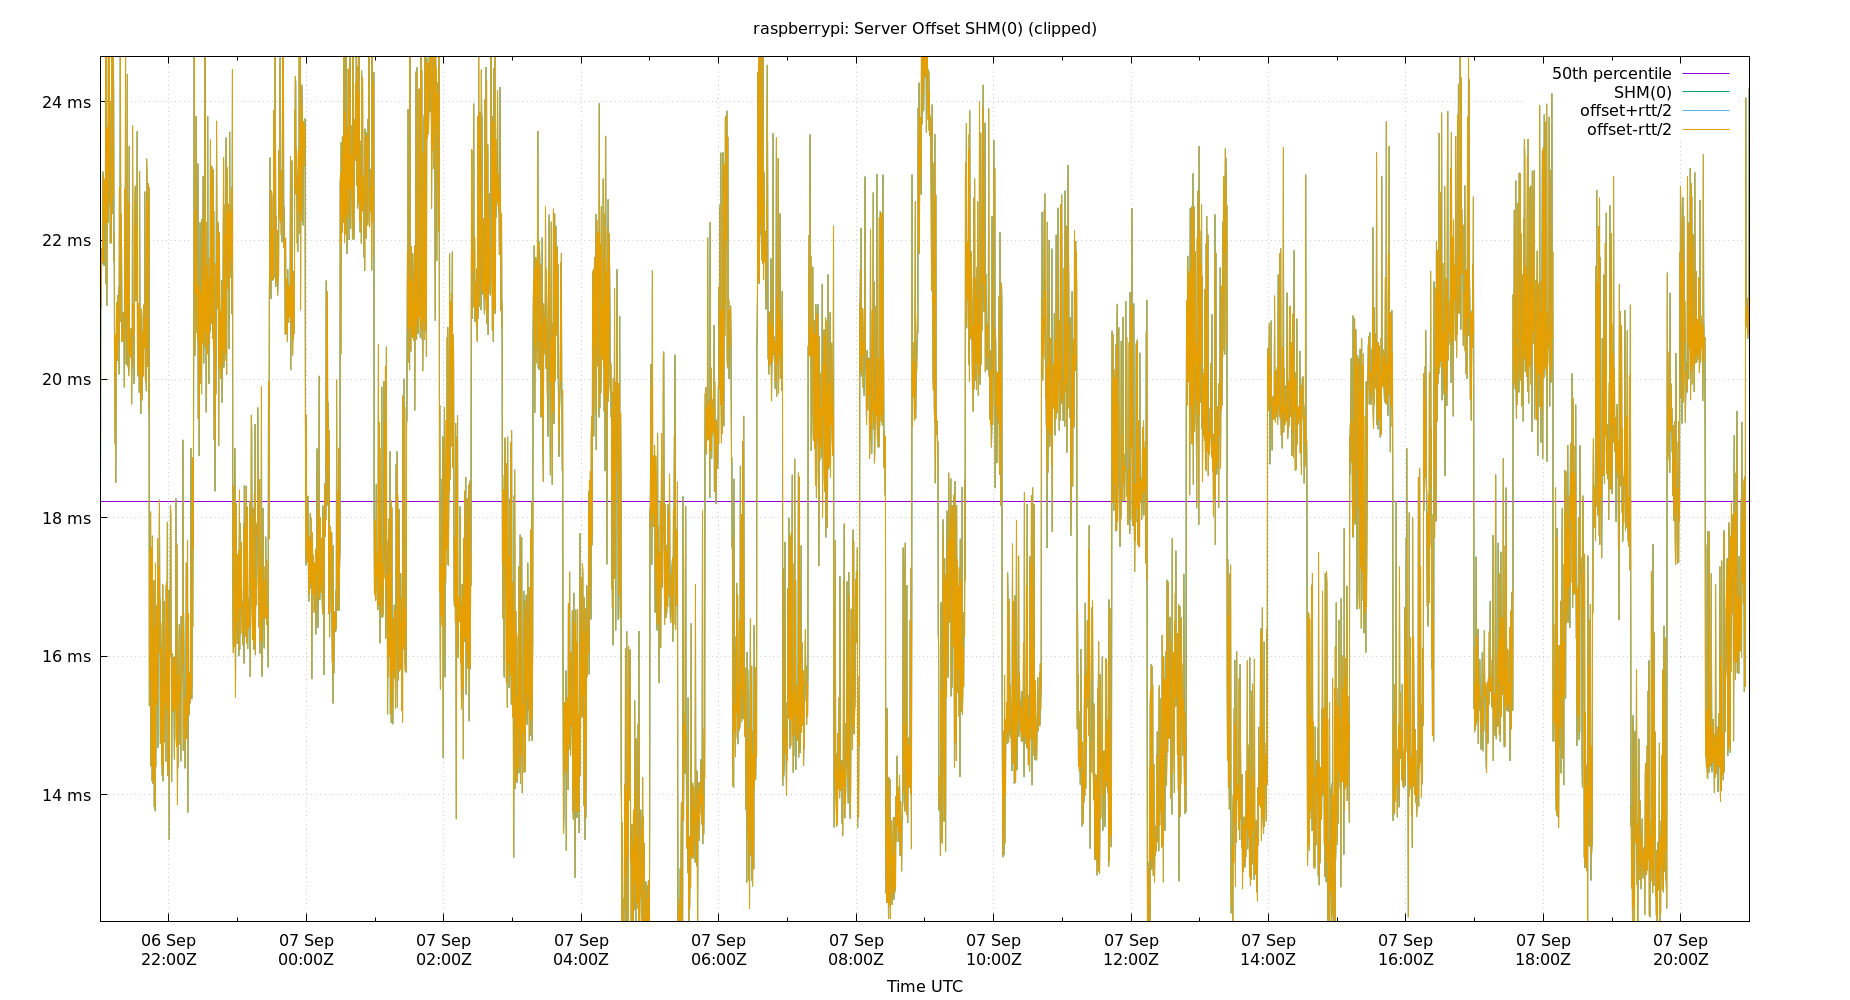 raspberrypi: Server Offset SHM(0) (clipped)
50th percentile
SHM(0)
offset+rtt/2
offset-rtt/2
24 ms
22 ms
20 ms
18 ms
16 ms
14 ms
06 Sep 07 Sep 07 Sep 07 Sep 07 Sep 07 Sep 07 Sep 07 Sep 07 Sep 07 Sep 07 Sep 07 Sep
22:00Z 00:00Z 02:00Z 04:00Z 06:00Z 08:00Z 10:00Z 12:00Z 14:00Z 16:00Z 18:00Z 20:00Z
Time UTC